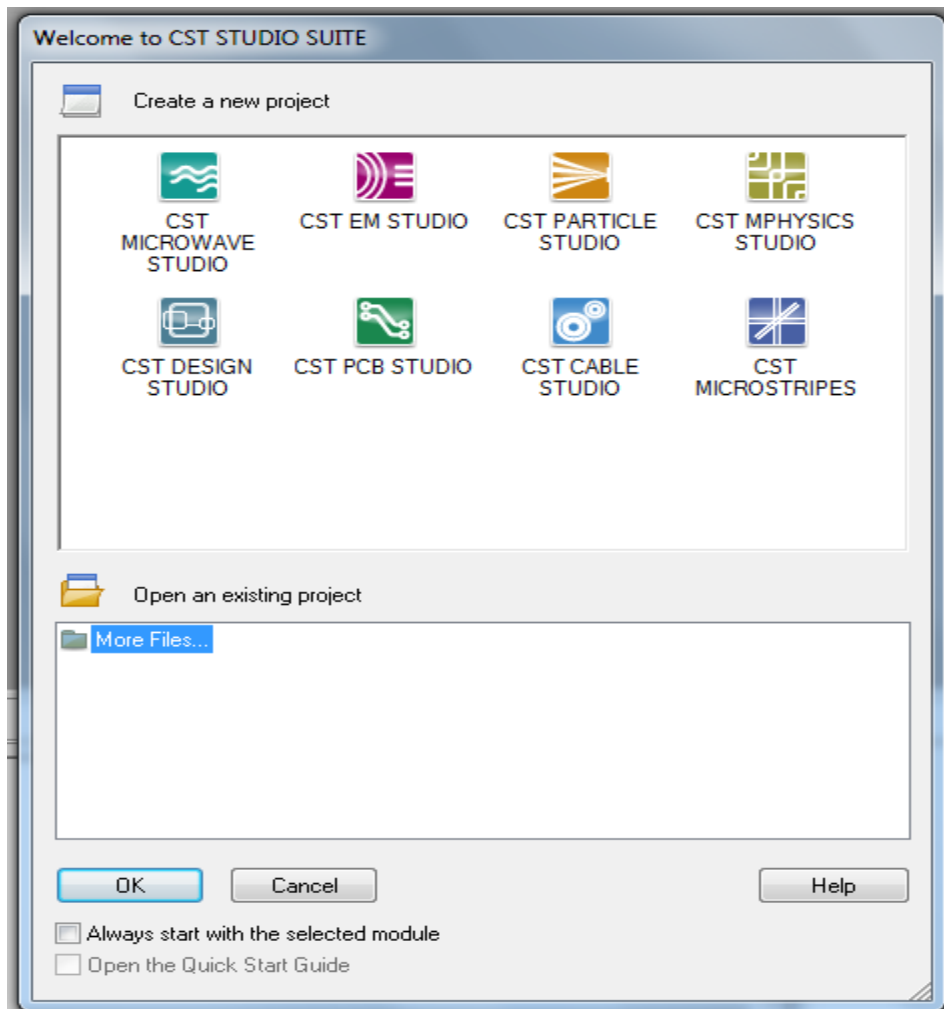 Welcome to CST STUDIO SUITE
Create a new project
CST
MICROWAVE
STUDIO
CST EM STUDIO
CST PARTICLE
STUDIO
CST MPHYSICS
STUDIO
CST DESIGN
STUDIO
CST PCB STUDIO
CST CABLE
STUDIO
CST
MICROSTRIPES
Open an existing project
More Files...
OK
Cancel
Help
Always start with the selected module
Open the Quick Start Guide